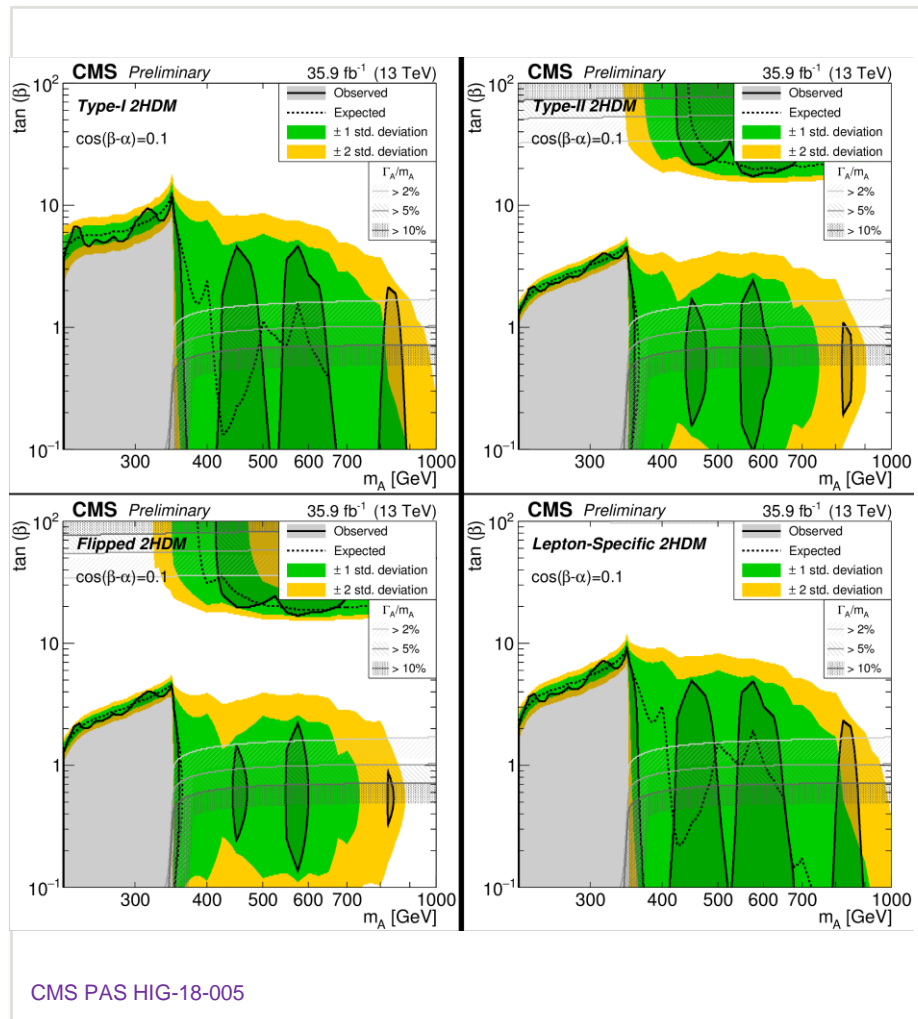 CMS Preliminary 35.9 fb⁻¹ (13 TeV)
Type-I 2HDM
cos(β-α)=0.1
Observed
Expected
± 1 std. deviation
± 2 std. deviation
Γ_A/m_A
> 2%
> 5%
> 10%
tan (β)
10²
10
1
10⁻¹
300 400 500 600 700 1000
m_A [GeV]
CMS Preliminary 35.9 fb⁻¹ (13 TeV)
Type-II 2HDM
cos(β-α)=0.1
Observed
Expected
± 1 std. deviation
± 2 std. deviation
Γ_A/m_A
> 2%
> 5%
> 10%
tan (β)
10²
10
1
10⁻¹
300 400 500 600 700 1000
m_A [GeV]
CMS Preliminary 35.9 fb⁻¹ (13 TeV)
Flipped 2HDM
cos(β-α)=0.1
Observed
Expected
± 1 std. deviation
± 2 std. deviation
Γ_A/m_A
> 2%
> 5%
> 10%
tan (β)
10²
10
1
10⁻¹
300 400 500 600 700 1000
m_A [GeV]
CMS Preliminary 35.9 fb⁻¹ (13 TeV)
Lepton-Specific 2HDM
cos(β-α)=0.1
Observed
Expected
± 1 std. deviation
± 2 std. deviation
Γ_A/m_A
> 2%
> 5%
> 10%
tan (β)
10²
10
1
10⁻¹
300 400 500 600 700 1000
m_A [GeV]
CMS PAS HIG-18-005